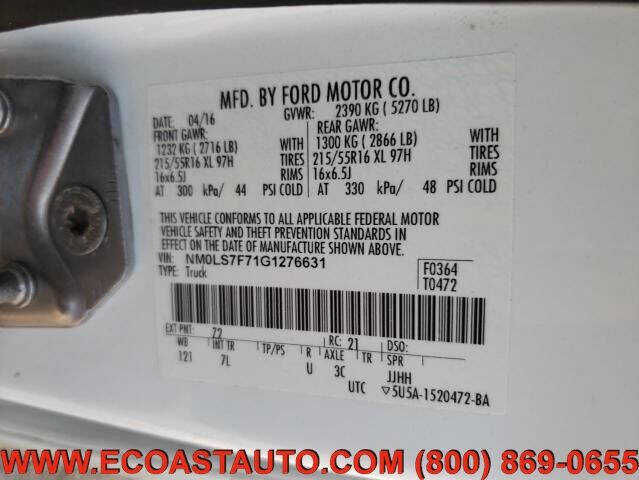 MFD. BY FORD MOTOR CO.
DATE: 04/16 GVWR: 2390 KG ( 5270 LB)
FRONT GAWR: REAR GAWR:
1232 KG ( 2716 LB) WITH 1300 KG ( 2866 LB) WITH
215/55R16 XL 97H TIRES 215/55R16 XL 97H TIRES
16x6.5J RIMS 16x6.5J RIMS
AT 300 kPa/ 44 PSI COLD AT 330 kPa/ 48 PSI COLD
THIS VEHICLE CONFORMS TO ALL APPLICABLE FEDERAL MOTOR
VEHICLE SAFETY AND THEFT PREVENTION STANDARDS IN
EFFECT ON THE DATE OF MANUFACTURE SHOWN ABOVE.
VIN: NM0LS7F71G1276631
TYPE: Truck
F0364
T0472
EXT PNT: Z2 RC: 21 DSO:
WB INT TR TP/PS R AXLE TR SPR
121 7L U 3C JJHH
UTC ▽5U5A-1520472-BA
WWW.ECOASTAUTO.COM (800) 869-0655